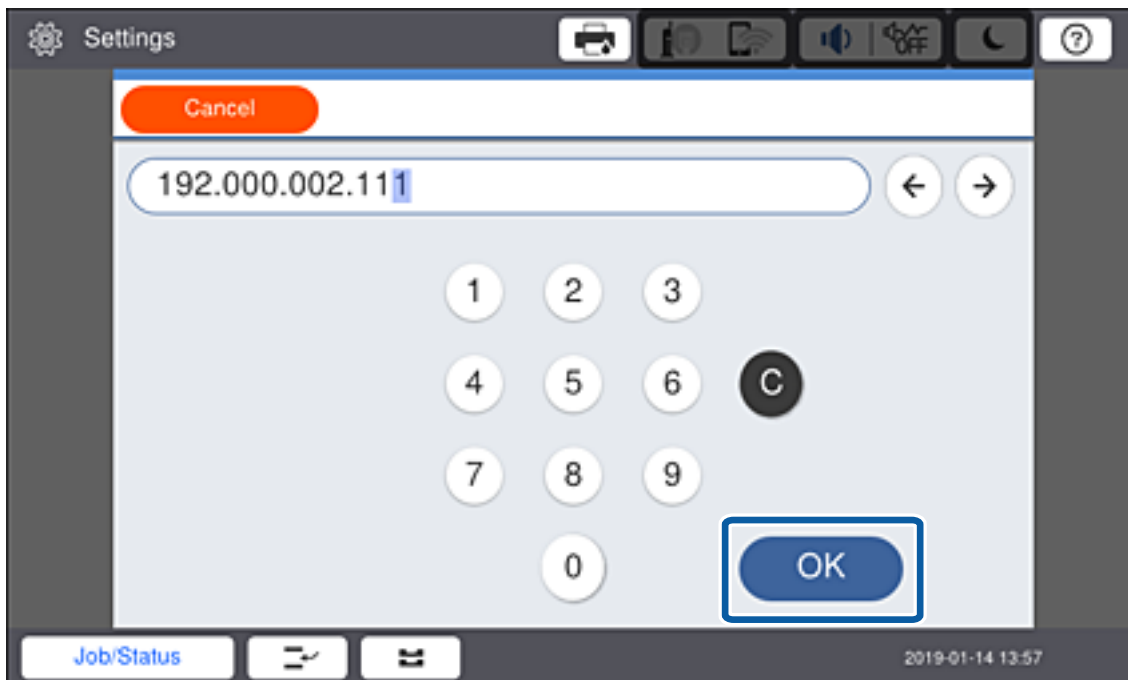 Settings
OFF
?
Cancel
192.000.002.111
← →
1 2 3
4 5 6 C
7 8 9
0 OK
Job/Status 2019-01-14 13:57